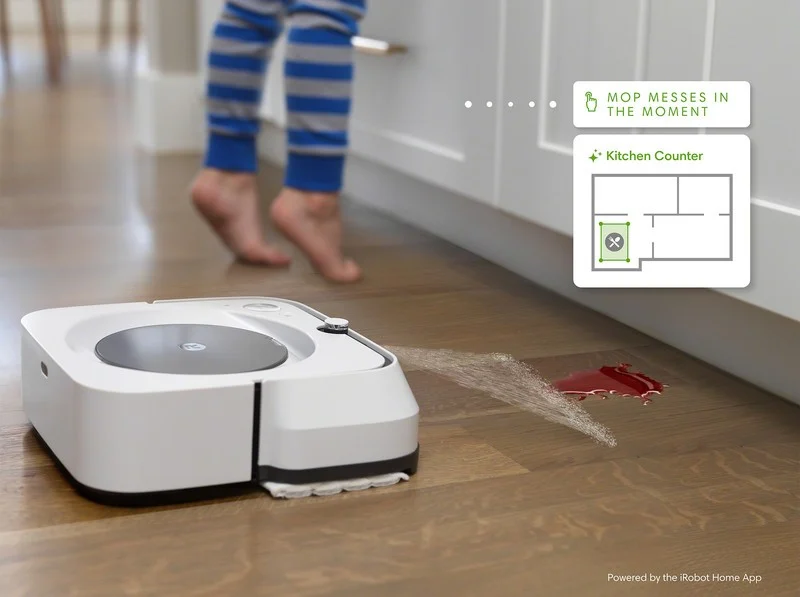 MOP MESSES IN
THE MOMENT
Kitchen Counter
Powered by the iRobot Home App